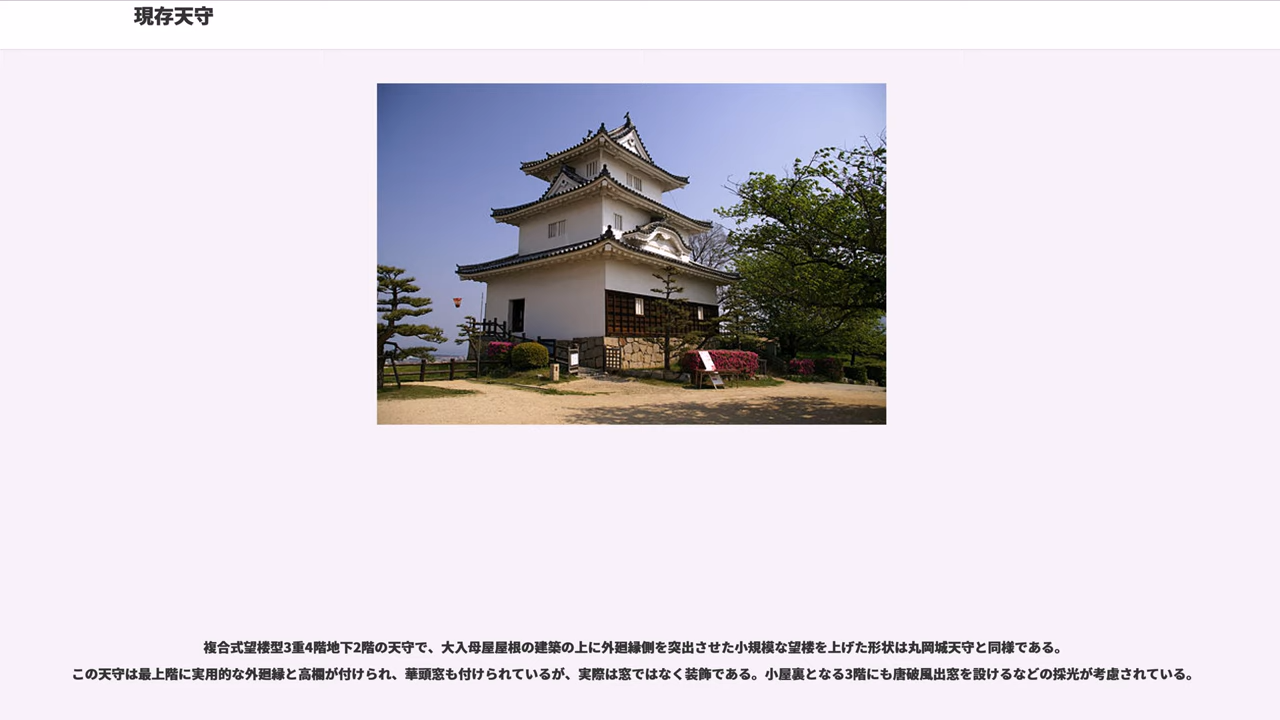 現存天守
複合式望楼型3重4階地下2階の天守で、大入母屋屋根の建築の上に外廻縁側を突出させた小規模な望楼を上げた形状は丸岡城天守と同様である。
この天守は最上階に実用的な外廻縁と高欄が付けられ、華頭窓も付けられているが、実際は窓ではなく装飾である。小屋裏となる3階にも唐破風出窓を設けるなどの採光が考慮されている。